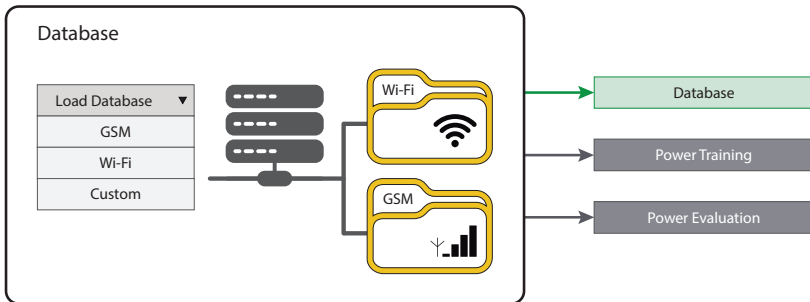 Database
Load Database
GSM
Wi-Fi
Custom
Wi-Fi
GSM
Database
Power Training
Power Evaluation